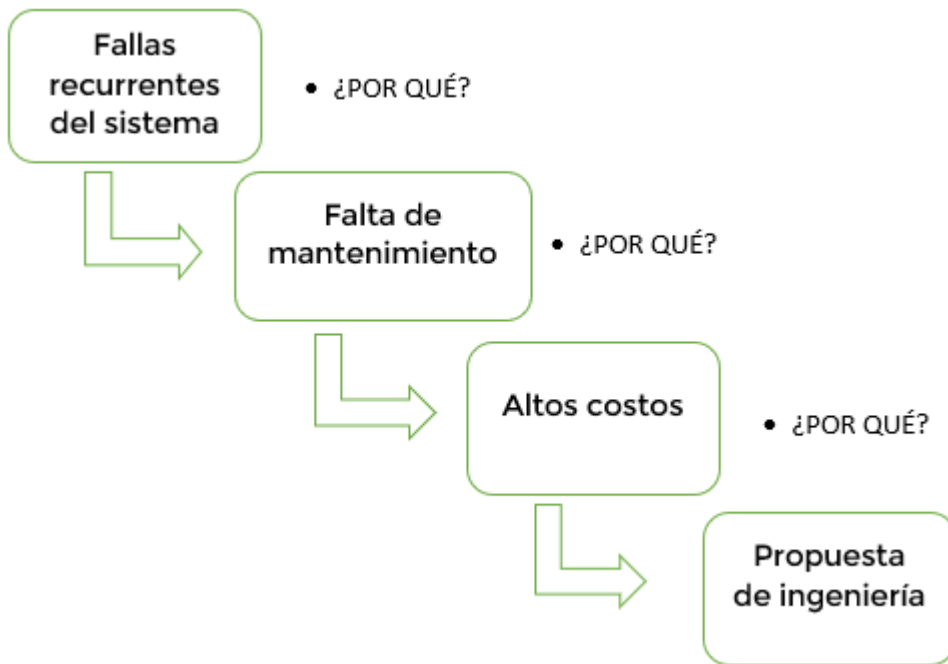 Fallas
recurrentes
del sistema
• ¿POR QUÉ?
Falta de
mantenimiento
• ¿POR QUÉ?
Altos costos
• ¿POR QUÉ?
Propuesta
de ingeniería